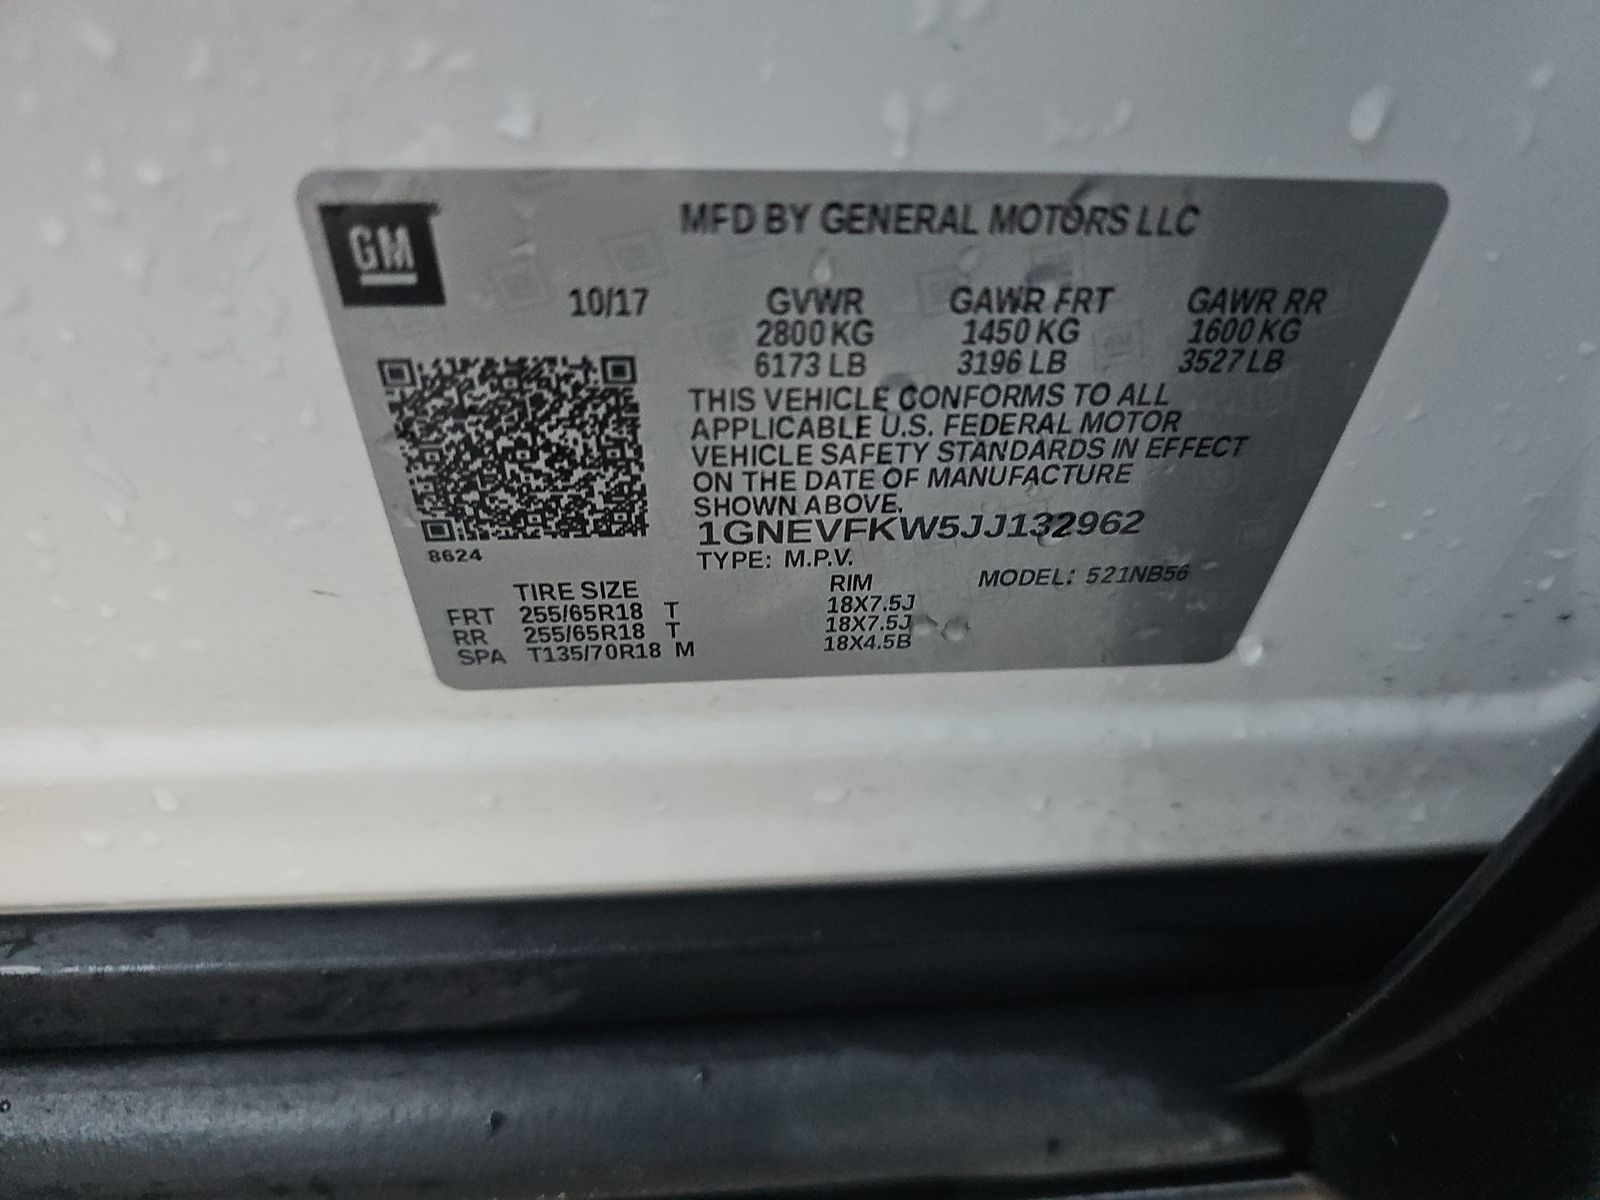 GM
MFD BY GENERAL MOTORS LLC
10/17 GVWR GAWR FRT GAWR RR
2800 KG 1450 KG 1600 KG
6173 LB 3196 LB 3527 LB
THIS VEHICLE CONFORMS TO ALL
APPLICABLE U.S. FEDERAL MOTOR
VEHICLE SAFETY STANDARDS IN EFFECT
ON THE DATE OF MANUFACTURE
SHOWN ABOVE.
1GNEVFKW5JJ132962
8624
TYPE: M.P.V. MODEL: 521NB56
TIRE SIZE RIM
FRT 255/65R18 T 18X7.5J
RR 255/65R18 T 18X7.5J
SPA T135/70R18 M 18X4.5B